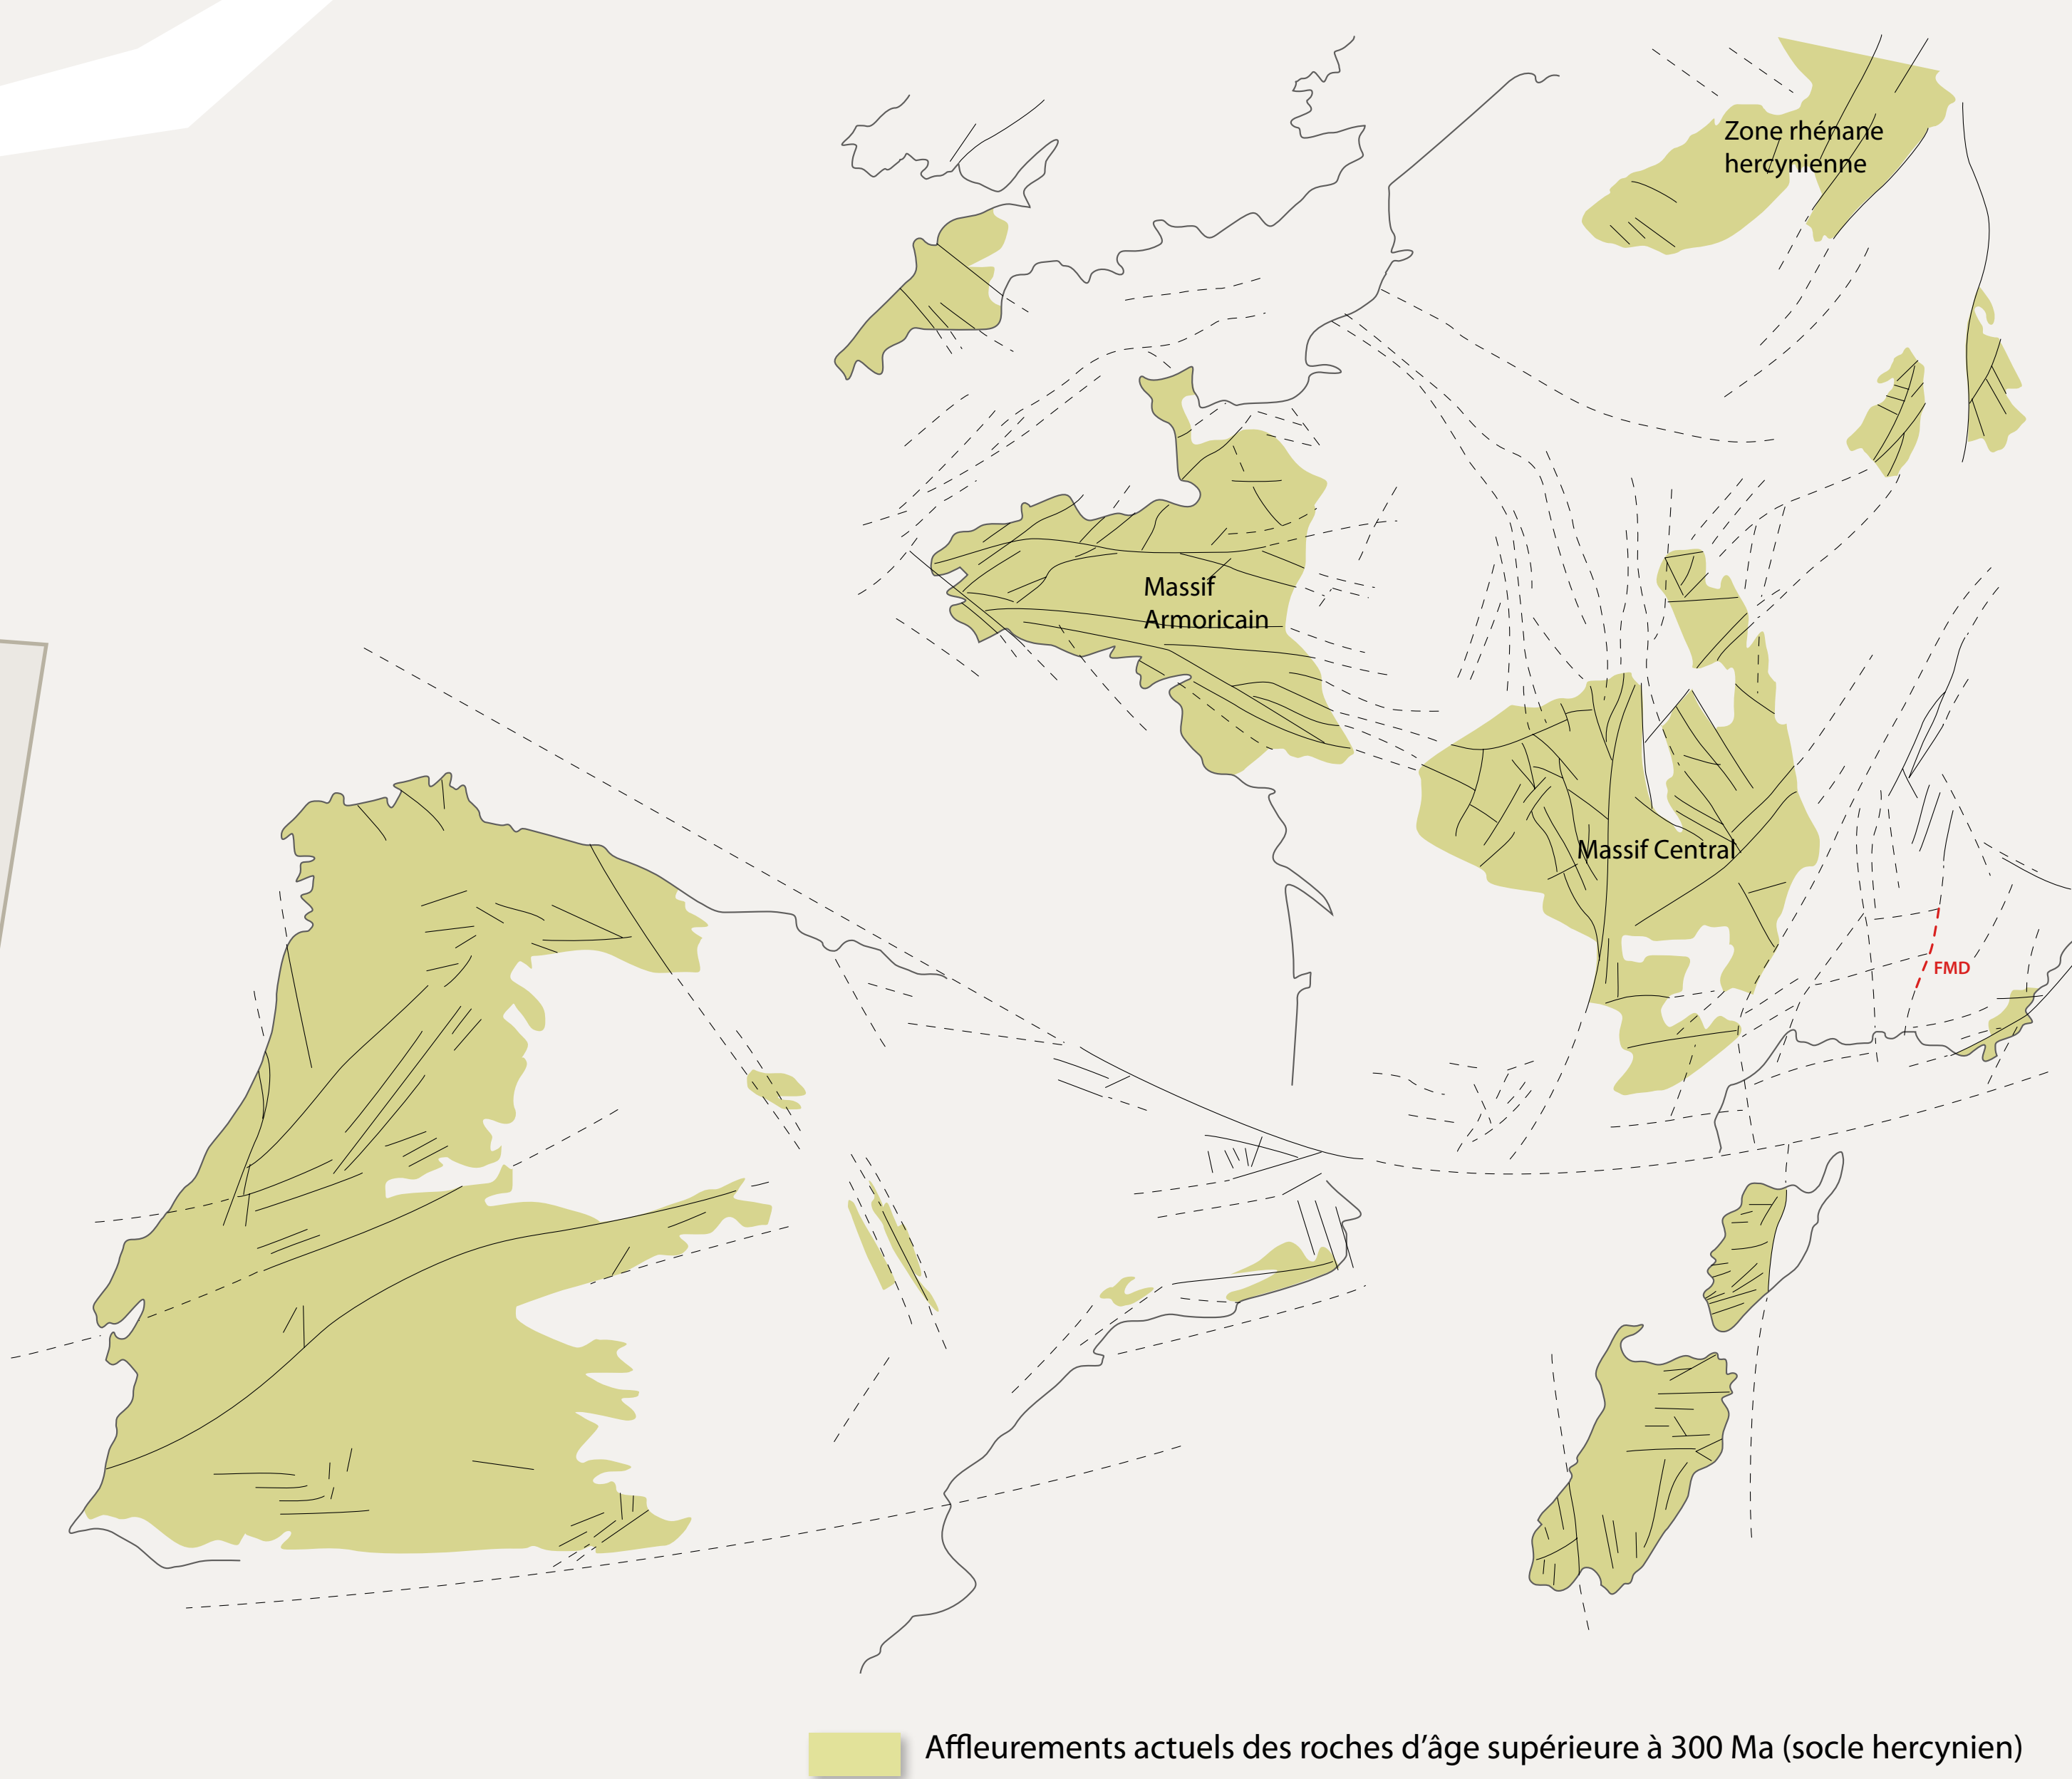 Zone rhénane
hercynienne
Massif
Armoricain
Massif Central
FMD
Affleurements actuels des roches d’âge supérieure à 300 Ma (socle hercynien)